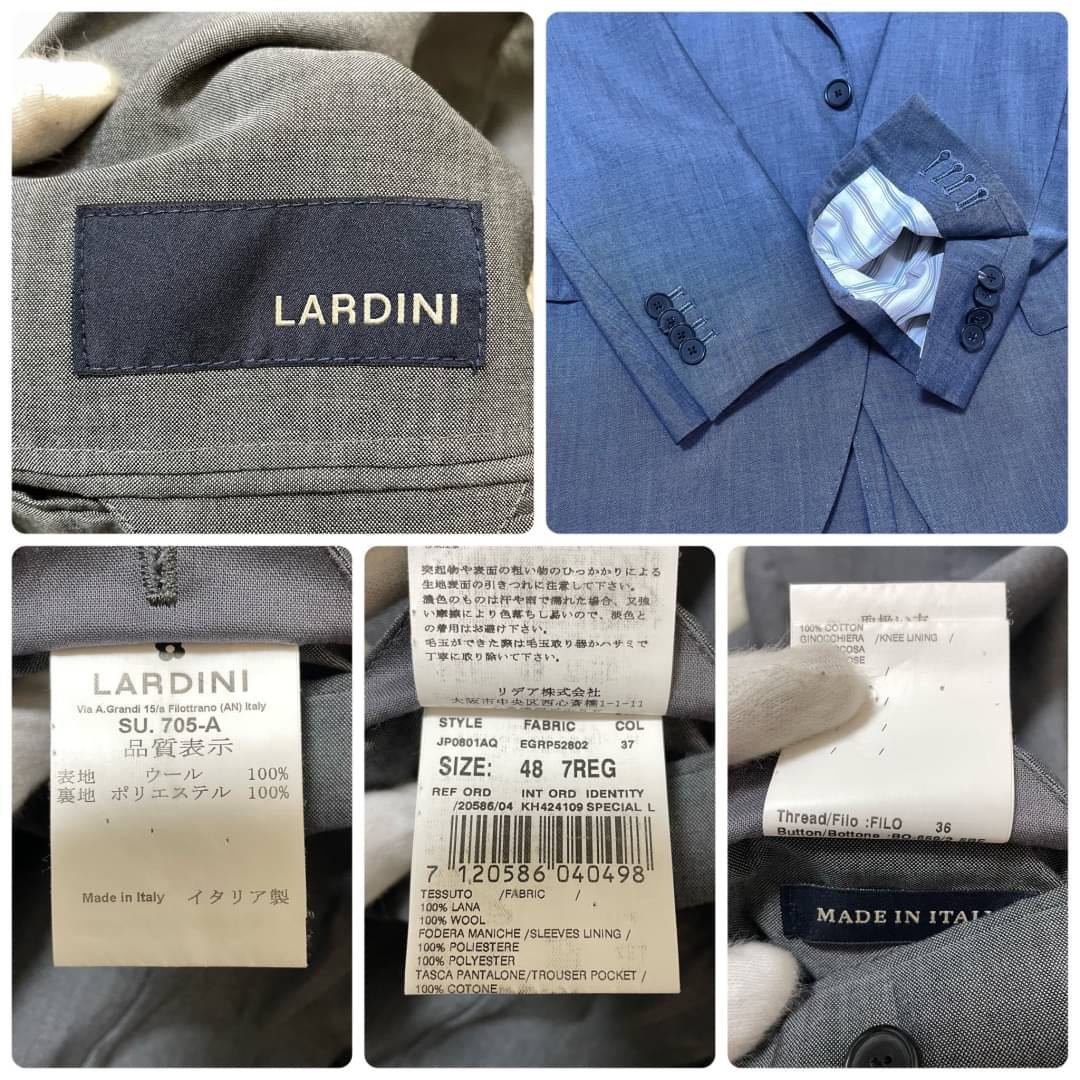 LARDINI
LARDINI
Via A.Grandi 15/a Filottrano (AN) Italy
SU. 705-A
品質表示
表地 ウール 100%
裏地 ポリエステル 100%
Made in Italy イタリア製
突起物や表面の粗い物のひっかかりによる
生地表面の引きつれに注意して下さい。
淡色のものは汗や雨で濡れた場合、又強
い摩擦により色落ちし易いので、淡色と
の着用はお避け下さい。
毛玉ができた際は毛玉取り器かハサミで
丁寧に取り除いて下さい。
リデア株式会社
大阪市中央区西心斎橋1-1-11
STYLE FABRIC COL
JP0801AQ EGRP52802 37
SIZE: 48 7REG
REF ORD INT ORD IDENTITY
/20586/04 KH424109 SPECIAL L
7 120586 040498
TESSUTO /FABRIC /
100% LANA
100% WOOL
FODERA MANICHE /SLEEVES LINING /
100% POLIESTERE
100% POLYESTER
TASCA PANTALONE/TROUSER POCKET /
100% COTONE
取扱い方
100% COTTON
GINOCCHIERA /KNEE LINING /
/
/
/ /
/ /
Thread/Filo :FILO 36
Button/Bottone
MADE IN ITALY